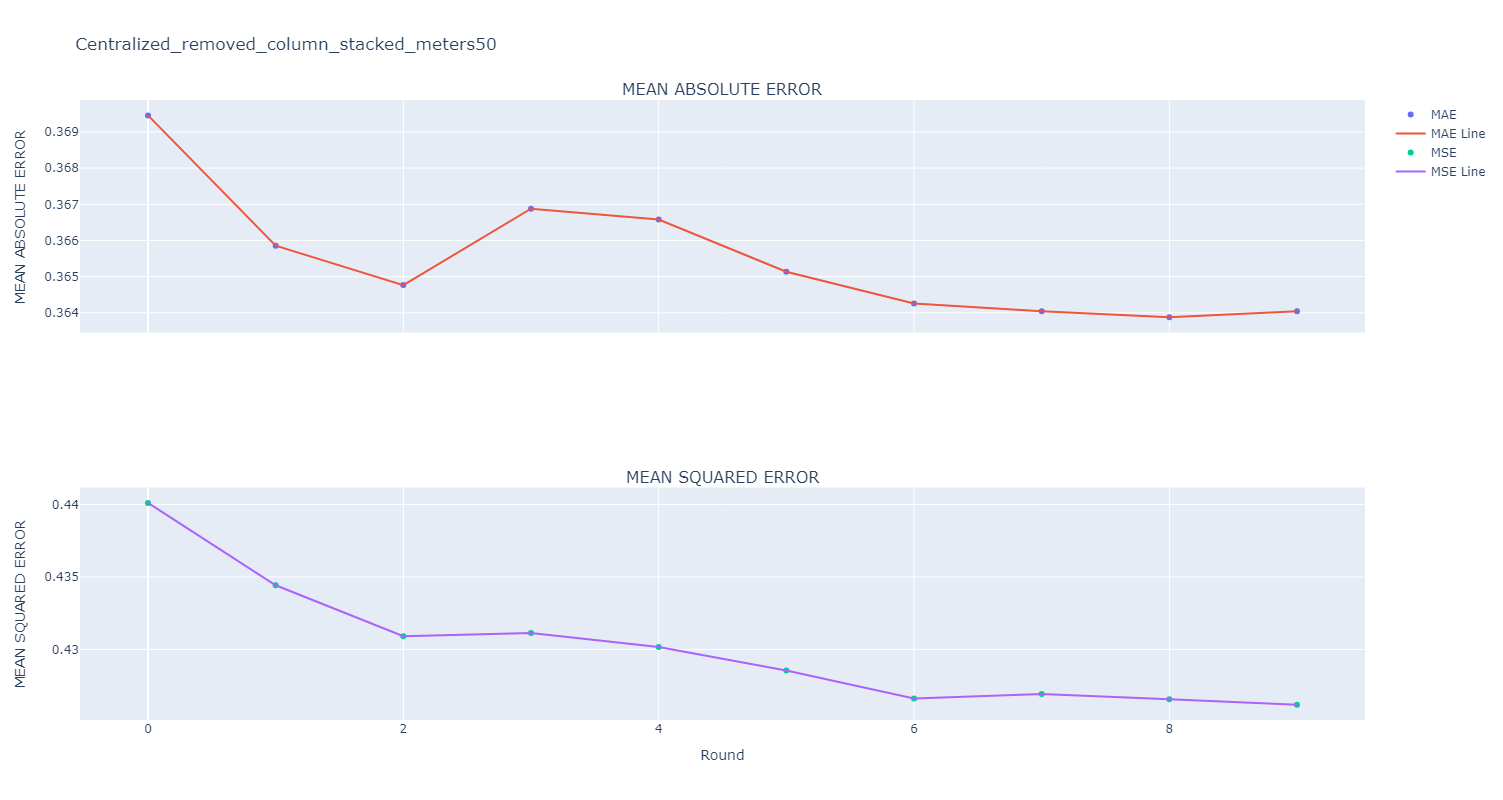 Centralized_removed_column_stacked_meters50
MEAN ABSOLUTE ERROR
MEAN ABSOLUTE ERROR
0.369
0.368
0.367
0.366
0.365
0.364
MAE
MAE Line
MSE
MSE Line
MEAN SQUARED ERROR
MEAN SQUARED ERROR
0.44
0.435
0.43
0 2 4 6 8
Round